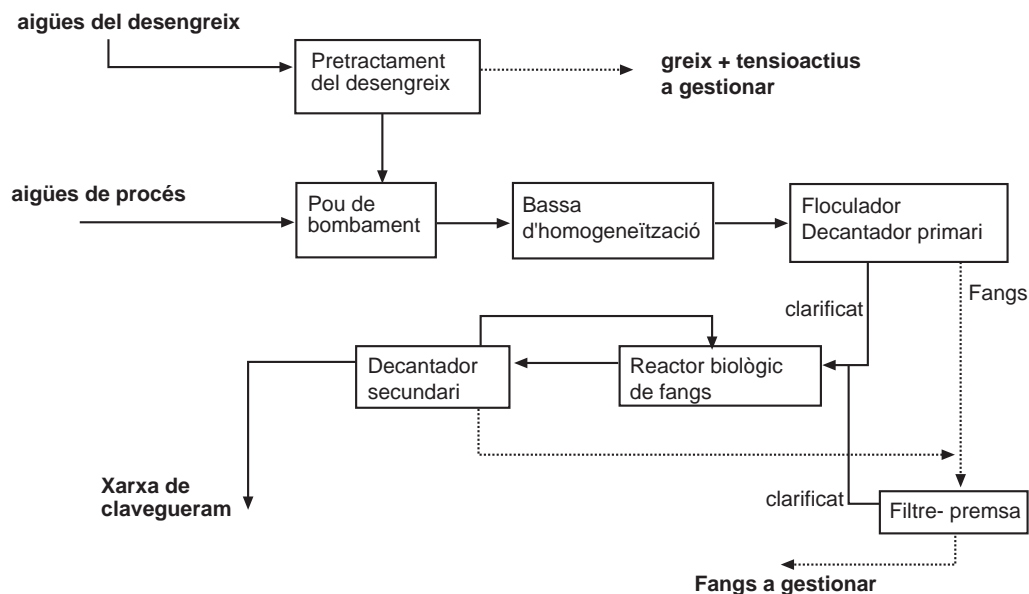 aigües del desengreix
Pretractament
del desengreix
greix + tensioactius
a gestionar
aigües de procés
Pou de
bombament
Bassa
d'homogeneïtzació
Floculador
Decantador primari
clarificat
Fangs
Decantador
secundari
Reactor biològic
de fangs
Xarxa de
clavegueram
clarificat
Filtre- premsa
Fangs a gestionar